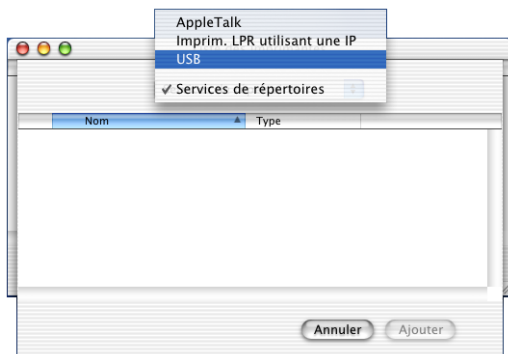 AppleTalk
Imprim. LPR utilisant une IP
USB
✓ Services de répertoires
Nom Type
Annuler Ajouter